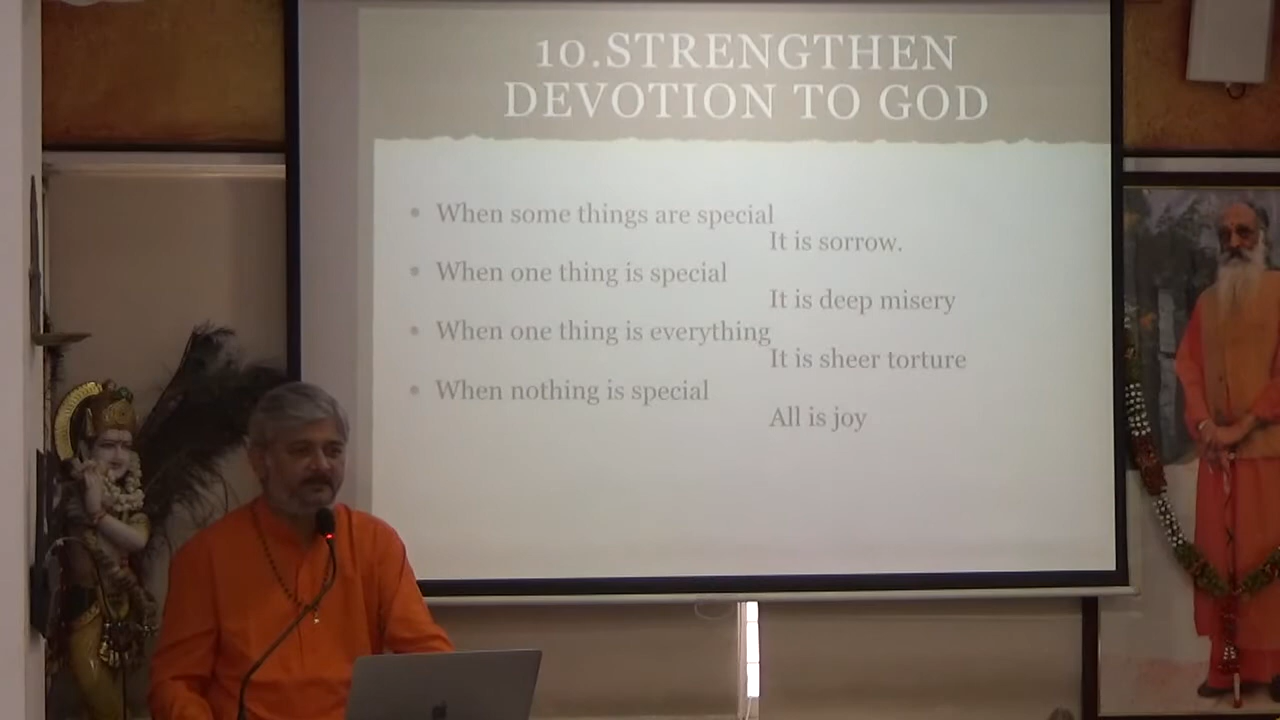 10.STRENGTHEN
DEVOTION TO GOD
• When some things are special
It is sorrow.
• When one thing is special
It is deep misery
• When one thing is everything
It is sheer torture
• When nothing is special
All is joy